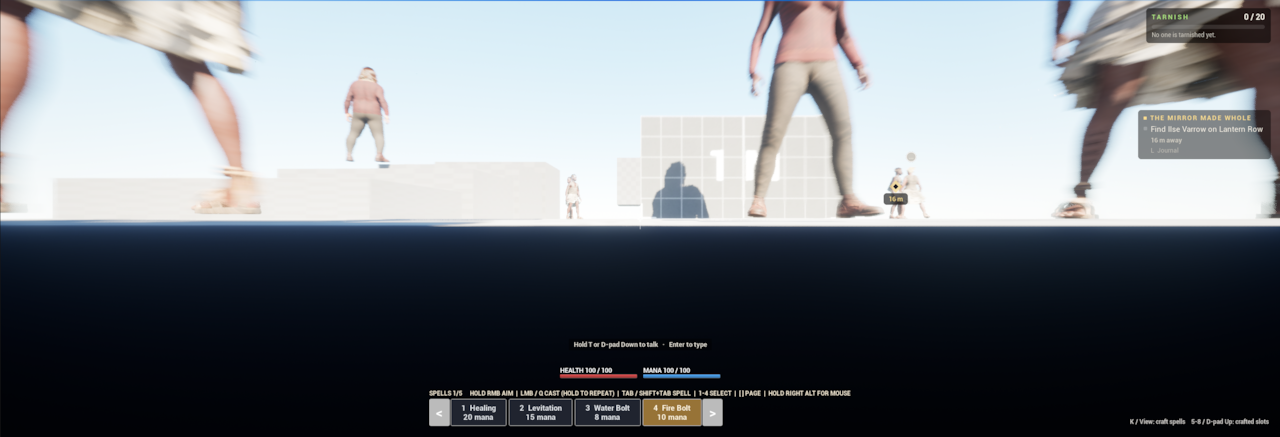 TARNISH 0 / 20
No one is tarnished yet.
THE MIRROR MADE WHOLE
Find Ilse Varrow on Lantern Row
16 m away
L Journal
16 m
Hold T or D-pad Down to talk · Enter to type
HEALTH 100 / 100 MANA 100 / 100
SPELLS 1/5 HOLD RMB AIM | LMB / Q CAST (HOLD TO REPEAT) | TAB / SHIFT+TAB SPELL | 1-4 SELECT | [ ] PAGE | HOLD RIGHT ALT FOR MOUSE
< 1 Healing 2 Levitation 3 Water Bolt 4 Fire Bolt >
20 mana 15 mana 8 mana 10 mana
K / View: craft spells 5-8 / D-pad Up: crafted slots